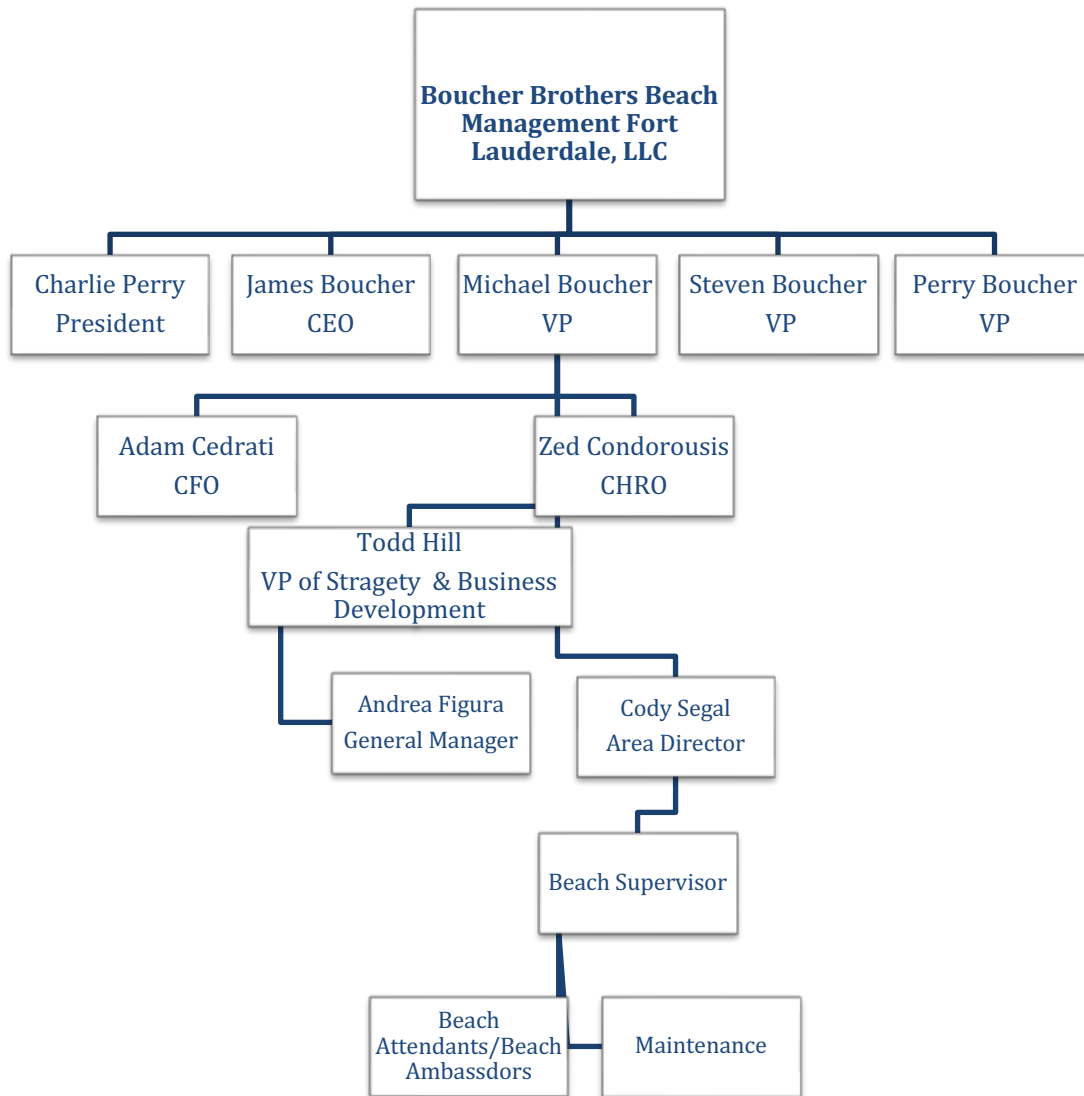 Boucher Brothers Beach
Management Fort
Lauderdale, LLC
Charlie Perry
President
James Boucher
CEO
Michael Boucher
VP
Steven Boucher
VP
Perry Boucher
VP
Adam Cedrati
CFO
Zed Condorousis
CHRO
Todd Hill
VP of Stragety & Business
Development
Andrea Figura
General Manager
Cody Segal
Area Director
Beach Supervisor
Beach
Attendants/Beach
Ambassdors
Maintenance